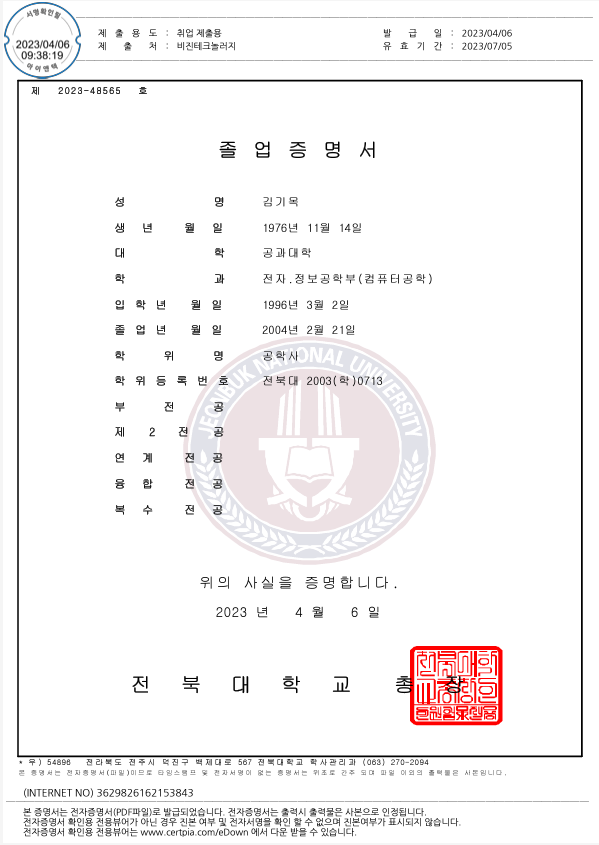 서명확인필
2023/04/06
09:38:19
아이앤텍
제 출 용 도 : 취업 제출용
제 출 처 : 비진테크놀러지
발 급 일 : 2023/04/06
유 효 기 간 : 2023/07/05
제 2023-48565 호
졸 업 증 명 서
성 명 김기목
생 년 월 일 1976년 11월 14일
대 학 공과대학
학 과 전자.정보공학부(컴퓨터공학)
입 학 년 월 일 1996년 3월 2일
졸 업 년 월 일 2004년 2월 21일
학 위 명 공학사
학 위 등 록 번 호 전북대 2003(학)0713
부 전 공
제 2 전 공
연 계 전 공
융 합 전 공
복 수 전 공
JEONBUK NATIONAL UNIVERSITY
위의 사실을 증명합니다.
2023 년 4 월 6 일
전 북 대 학 교 총 장
* 우) 54896 전라북도 전주시 덕진구 백제대로 567 전북대학교 학사관리과 (063) 270-2094
본 증명서는 전자증명서(파일)이므로 타임스탬프 및 전자서명이 없는 증명서는 위조로 간주 되며 파일 이외의 출력물은 사본입니다.
(INTERNET NO) 3629826162153843
본 증명서는 전자증명서(PDF파일)로 발급되었습니다. 전자증명서는 출력시 출력물은 사본으로 인정됩니다.
전자증명서 확인용 전용뷰어가 아닌 경우 진본 여부 및 전자서명을 확인 할 수 없으며 진본여부가 표시되지 않습니다.
전자증명서 확인용 전용뷰어는 www.certpia.com/eDown 에서 다운 받을 수 있습니다.